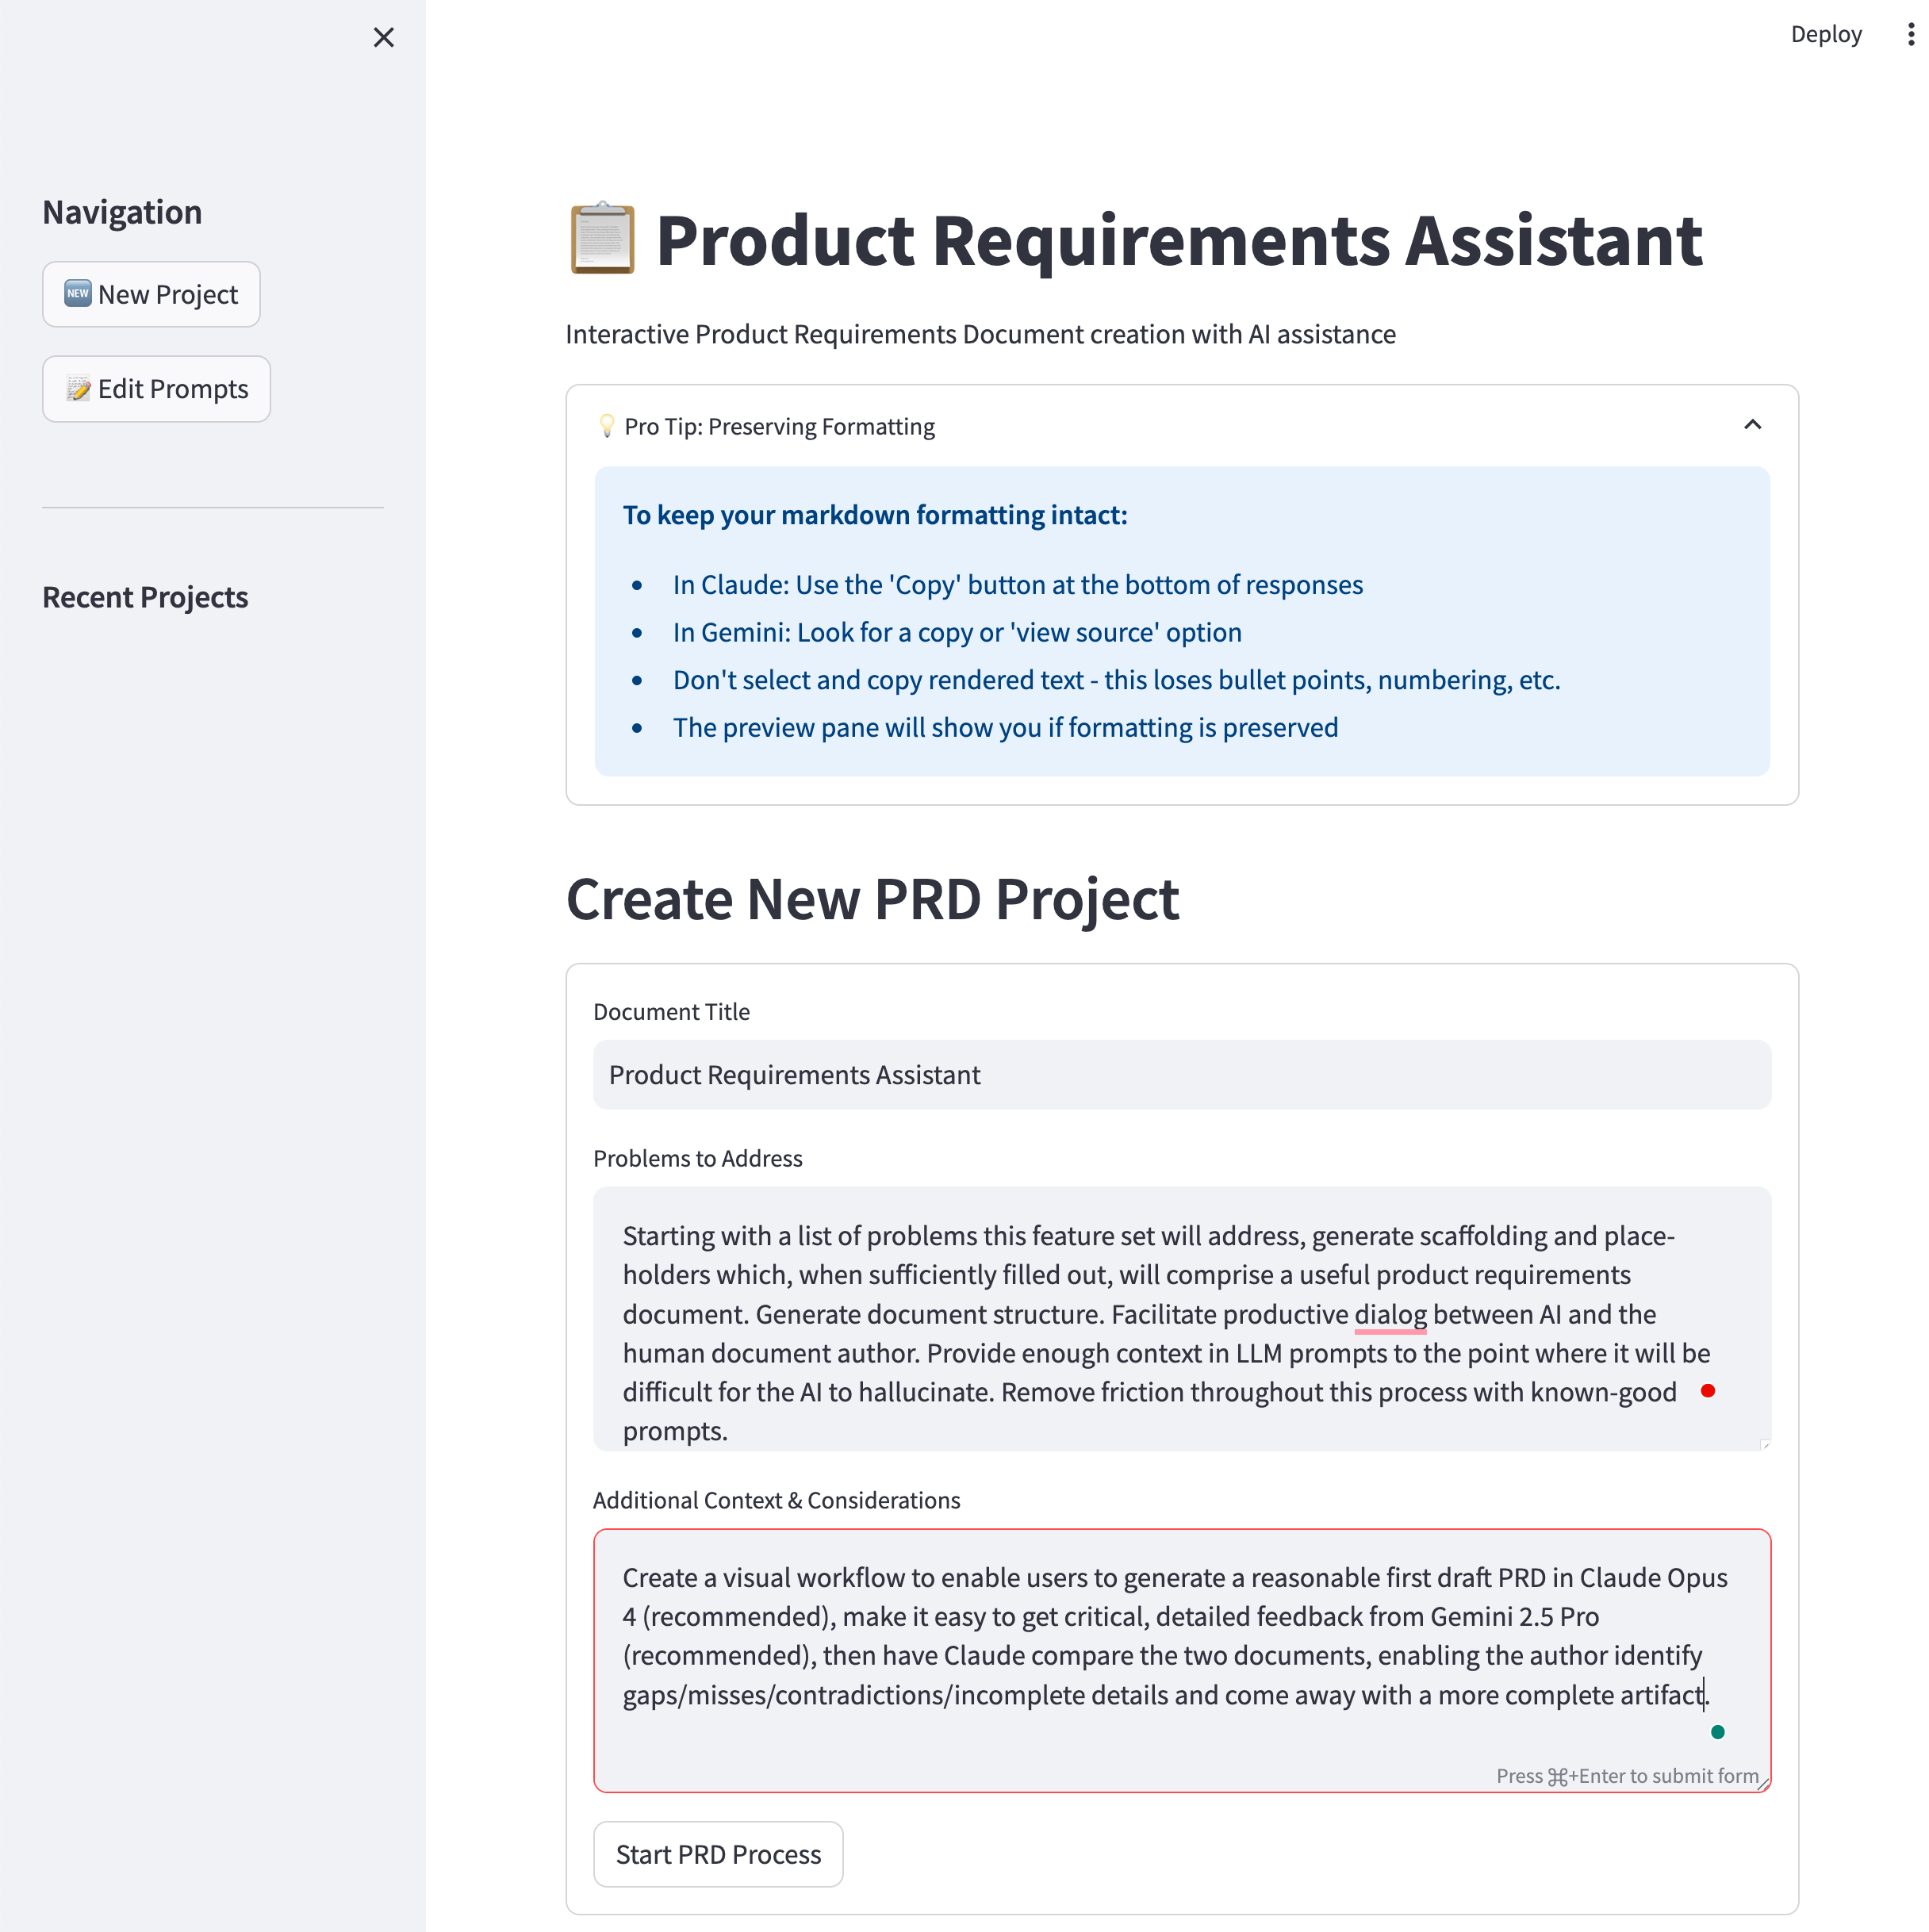 Deploy
Navigation
NEW New Project
Edit Prompts
Recent Projects
Product Requirements Assistant
Interactive Product Requirements Document creation with AI assistance
Pro Tip: Preserving Formatting
To keep your markdown formatting intact:
• In Claude: Use the 'Copy' button at the bottom of responses
• In Gemini: Look for a copy or 'view source' option
• Don't select and copy rendered text - this loses bullet points, numbering, etc.
• The preview pane will show you if formatting is preserved
Create New PRD Project
Document Title
Product Requirements Assistant
Problems to Address
Starting with a list of problems this feature set will address, generate scaffolding and place-
holders which, when sufficiently filled out, will comprise a useful product requirements
document. Generate document structure. Facilitate productive dialog between AI and the
human document author. Provide enough context in LLM prompts to the point where it will be
difficult for the AI to hallucinate. Remove friction throughout this process with known-good
prompts.
Additional Context & Considerations
Create a visual workflow to enable users to generate a reasonable first draft PRD in Claude Opus
4 (recommended), make it easy to get critical, detailed feedback from Gemini 2.5 Pro
(recommended), then have Claude compare the two documents, enabling the author identify
gaps/misses/contradictions/incomplete details and come away with a more complete artifact.
Press ⌘+Enter to submit form
Start PRD Process